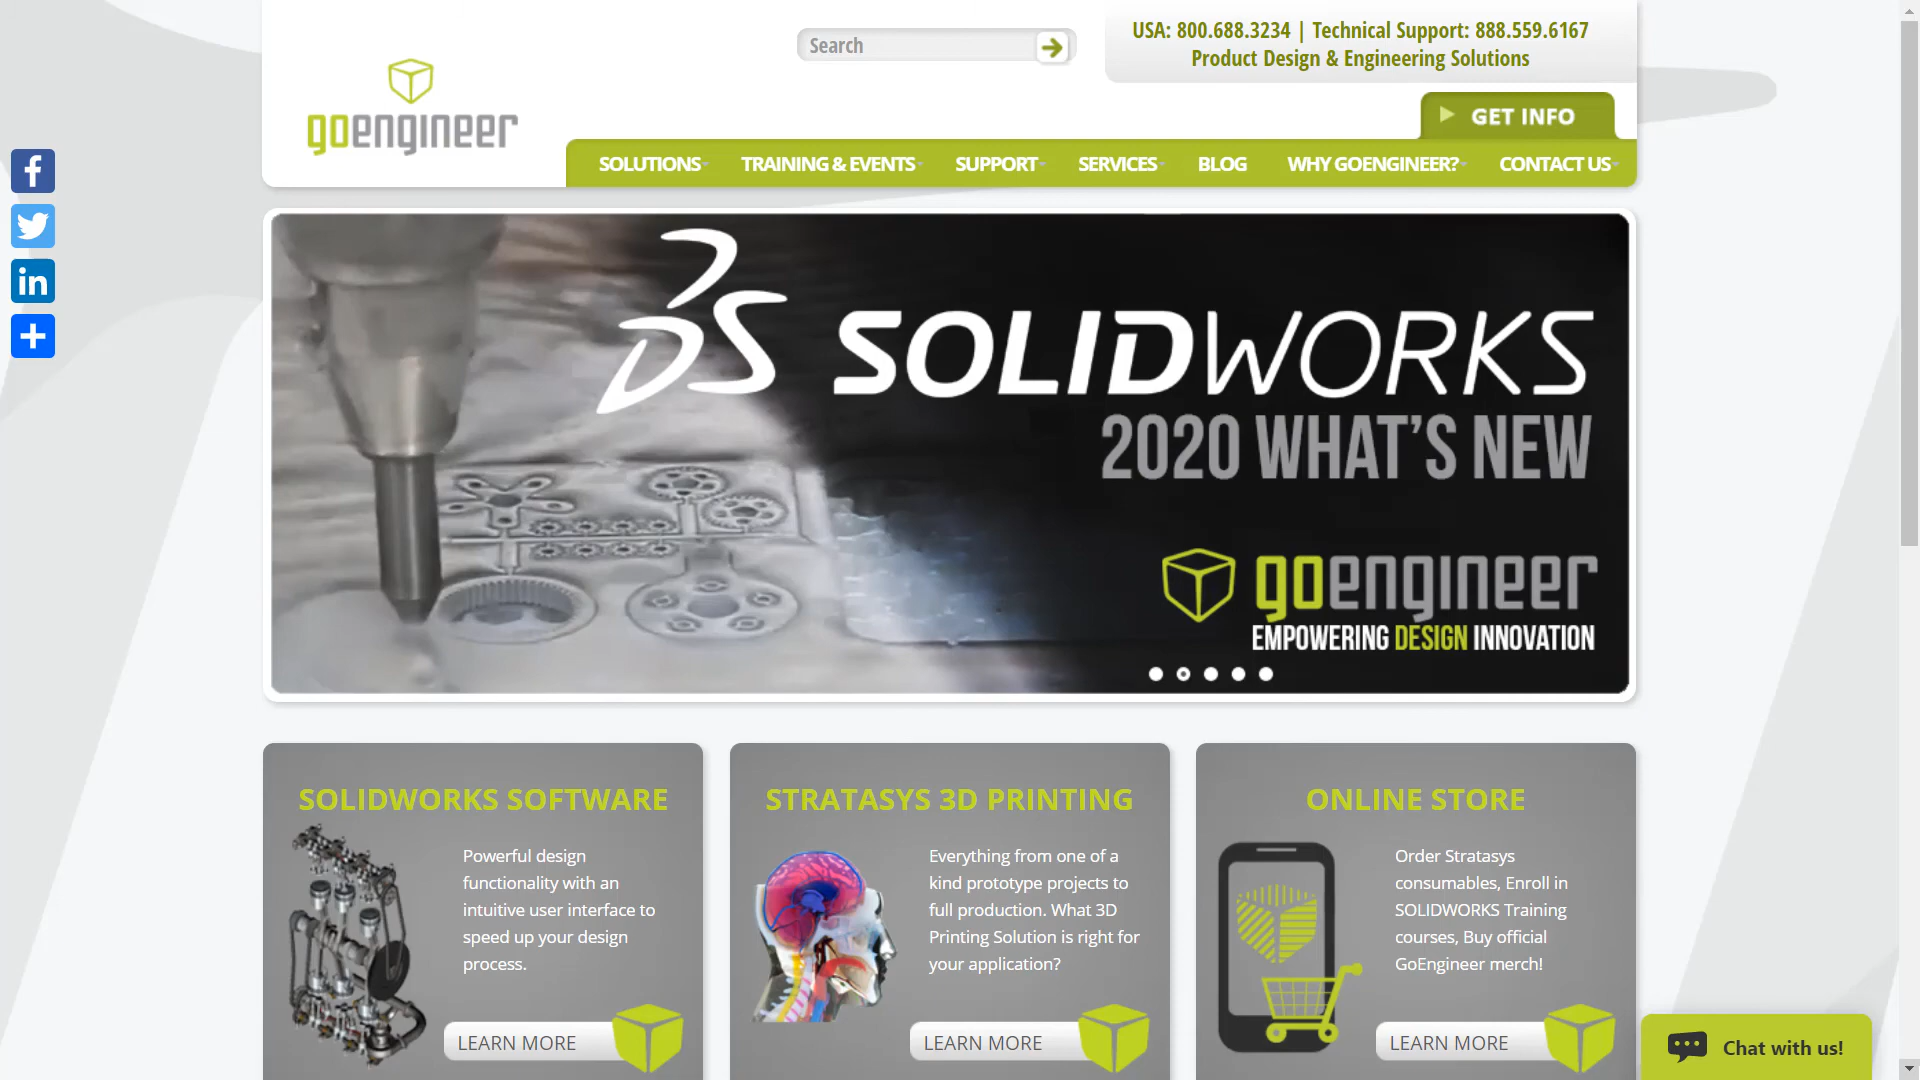 Search
USA: 800.688.3234 | Technical Support: 888.559.6167
Product Design & Engineering Solutions
goengineer
GET INFO
SOLUTIONS TRAINING & EVENTS SUPPORT SERVICES BLOG WHY GOENGINEER? CONTACT US
f
in
3DS SOLIDWORKS
2020 WHAT'S NEW
goengineer
EMPOWERING DESIGN INNOVATION
SOLIDWORKS SOFTWARE
Powerful design
functionality with an
intuitive user interface to
speed up your design
process.
LEARN MORE
STRATASYS 3D PRINTING
Everything from one of a
kind prototype projects to
full production. What 3D
Printing Solution is right for
your application?
LEARN MORE
ONLINE STORE
Order Stratasys
consumables, Enroll in
SOLIDWORKS Training
courses, Buy official
GoEngineer merch!
LEARN MORE
Chat with us!